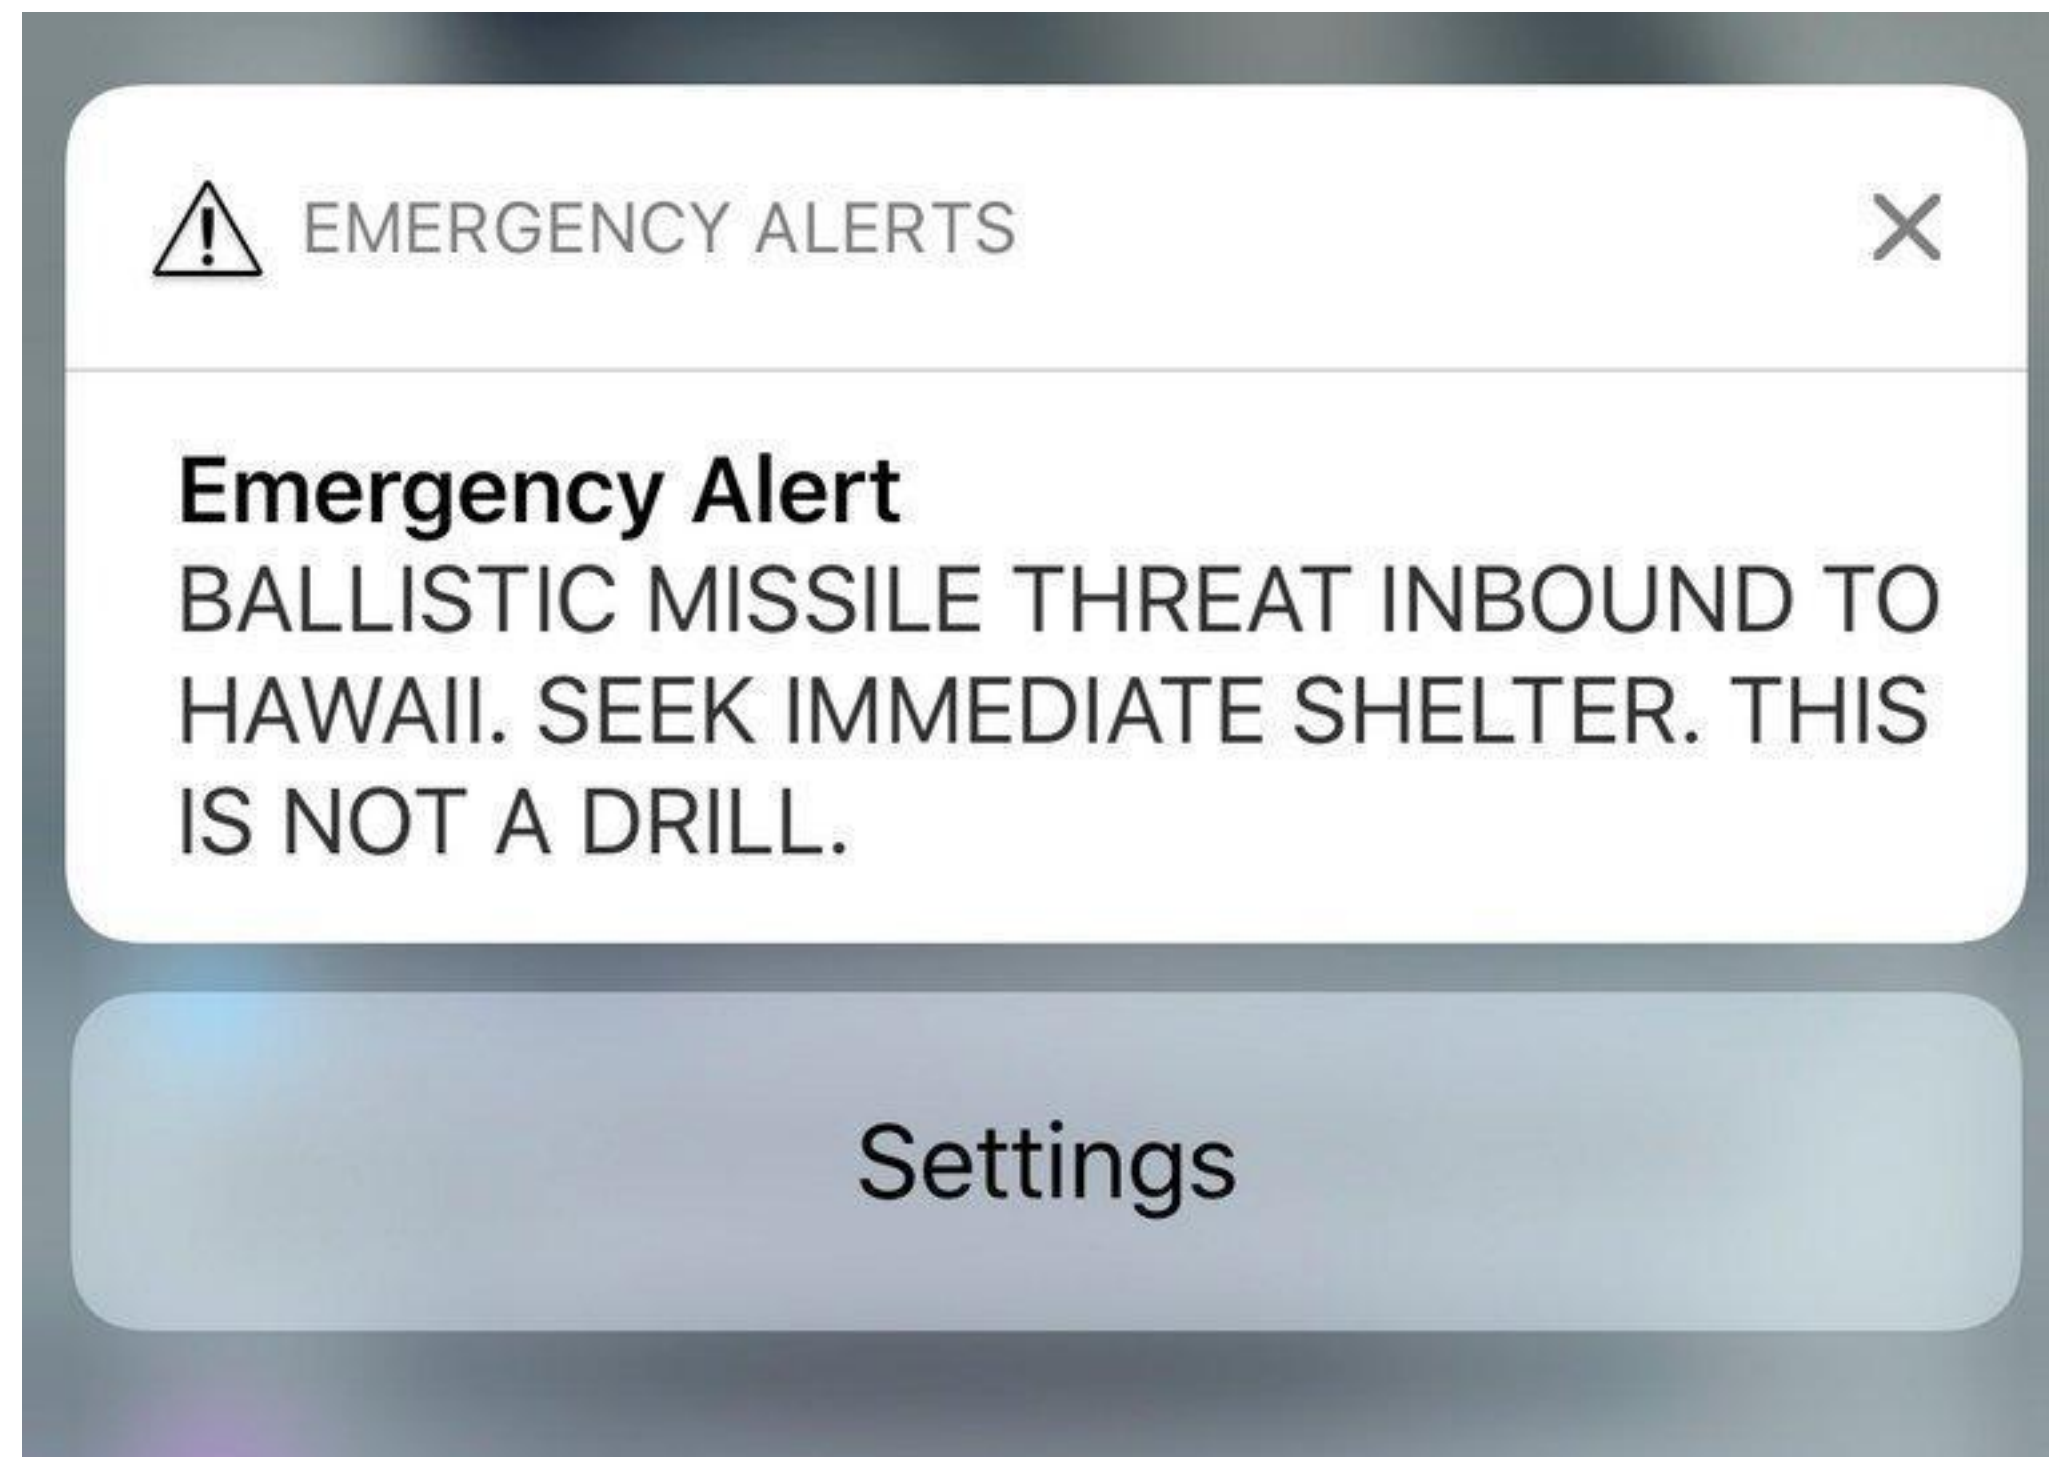 EMERGENCY ALERTS
Emergency Alert
BALLISTIC MISSILE THREAT INBOUND TO
HAWAII. SEEK IMMEDIATE SHELTER. THIS
IS NOT A DRILL.
Settings